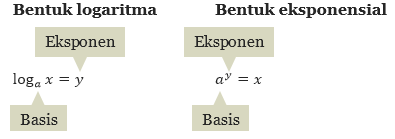 Bentuk logaritma Bentuk eksponensial
Eksponen Eksponen
logₐ x = y aʸ = x
Basis Basis